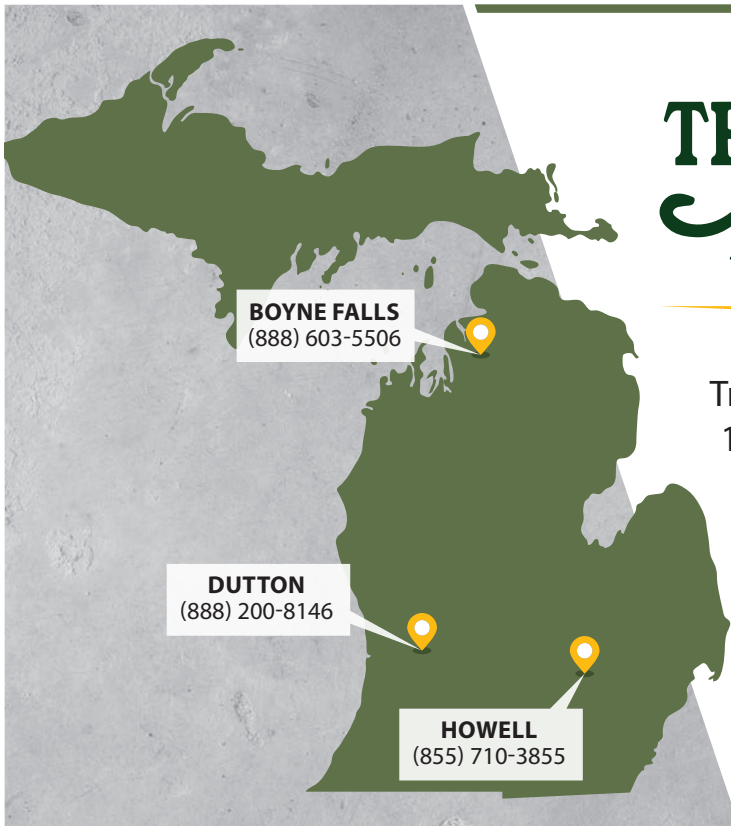 BOYNE FALLS
(888) 603-5506
DUTTON
(888) 200-8146
HOWELL
(855) 710-3855